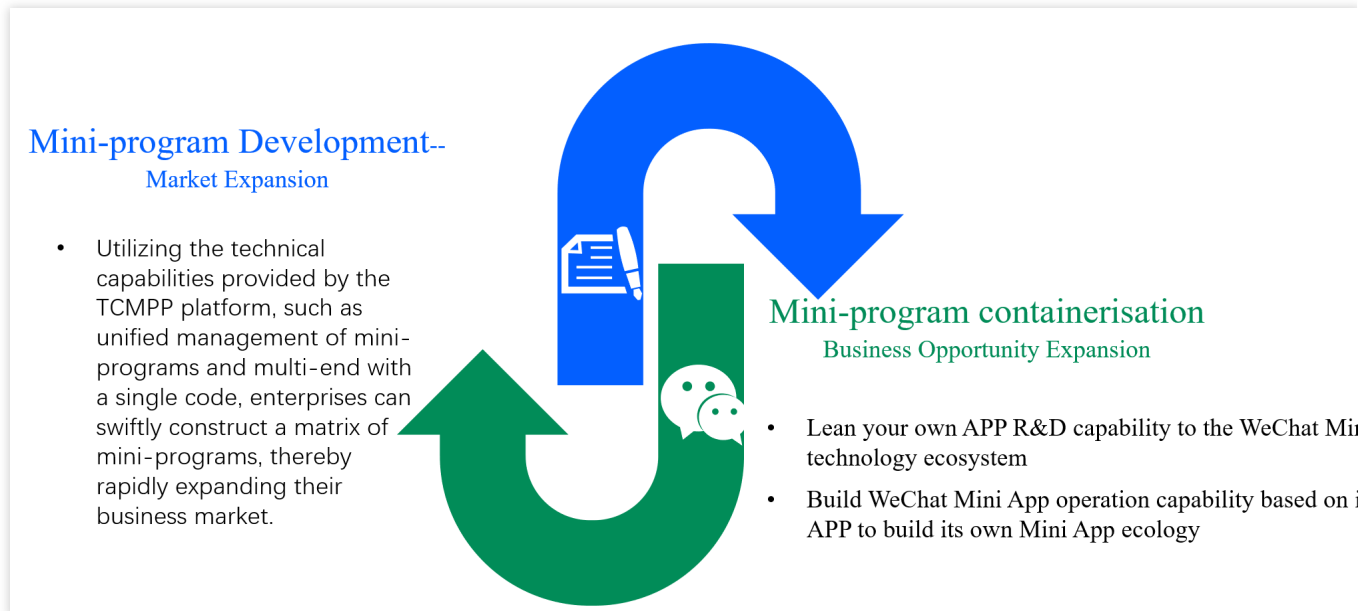 Mini-program Development--
Market Expansion
• Utilizing the technical
capabilities provided by the
TCMPP platform, such as
unified management of mini-
programs and multi-end with
a single code, enterprises can
swiftly construct a matrix of
mini-programs, thereby
rapidly expanding their
business market.
Mini-program containerisation
Business Opportunity Expansion
• Lean your own APP R&D capability to the WeChat
technology ecosystem
• Build WeChat Mini App operation capability based on
APP to build its own Mini App ecology